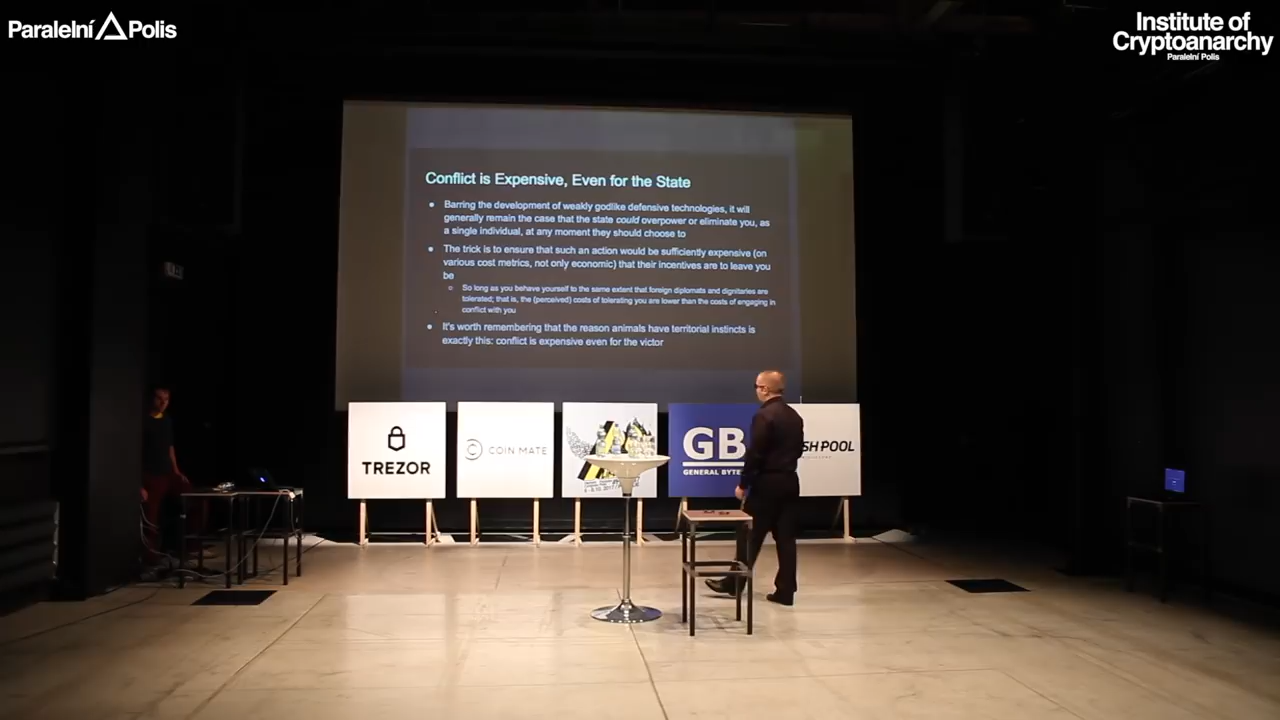 Paralelní Polis
Institute of
Cryptoanarchy
Paralelní Polis
Conflict is Expensive, Even for the State
Barring the development of weakly godlike defensive technologies, it will
generally remain the case that the state could overpower or eliminate you, as
a single individual, at any moment they should choose to
The trick is to ensure that such an action would be sufficiently expensive (on
various cost metrics, not only economic) that their incentives are to leave you
be
So long as you behave yourself to the same extent that foreign diplomats and dignitaries are
tolerated; that is, the (perceived) costs of tolerating you are lower than the costs of engaging in
conflict with you
It's worth remembering that the reason animals have territorial instincts is
exactly this: conflict is expensive even for the victor
TREZOR
COINMATE
GB
GENERAL BYTE
SH POOL